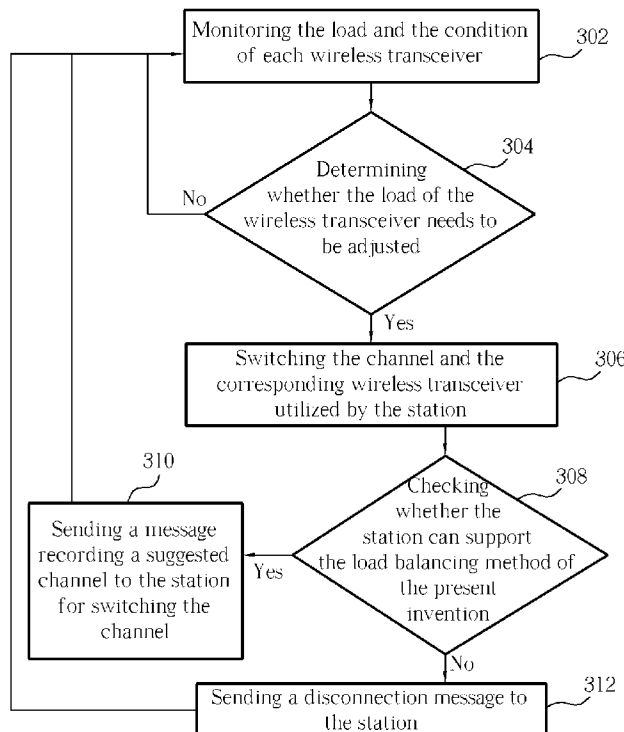 Monitoring the load and the condition
of each wireless transceiver
302
304
Determining
whether the load of the
wireless transceiver needs to
be adjusted
No
Yes
Switching the channel and the
corresponding wireless transceiver
utilized by the station
306
308
Checking
whether the
station can support
the load balancing method of
the present
invention
310
Sending a message
recording a suggested
channel to the station
for switching the
channel
Yes
No
Sending a disconnection message to
the station
312